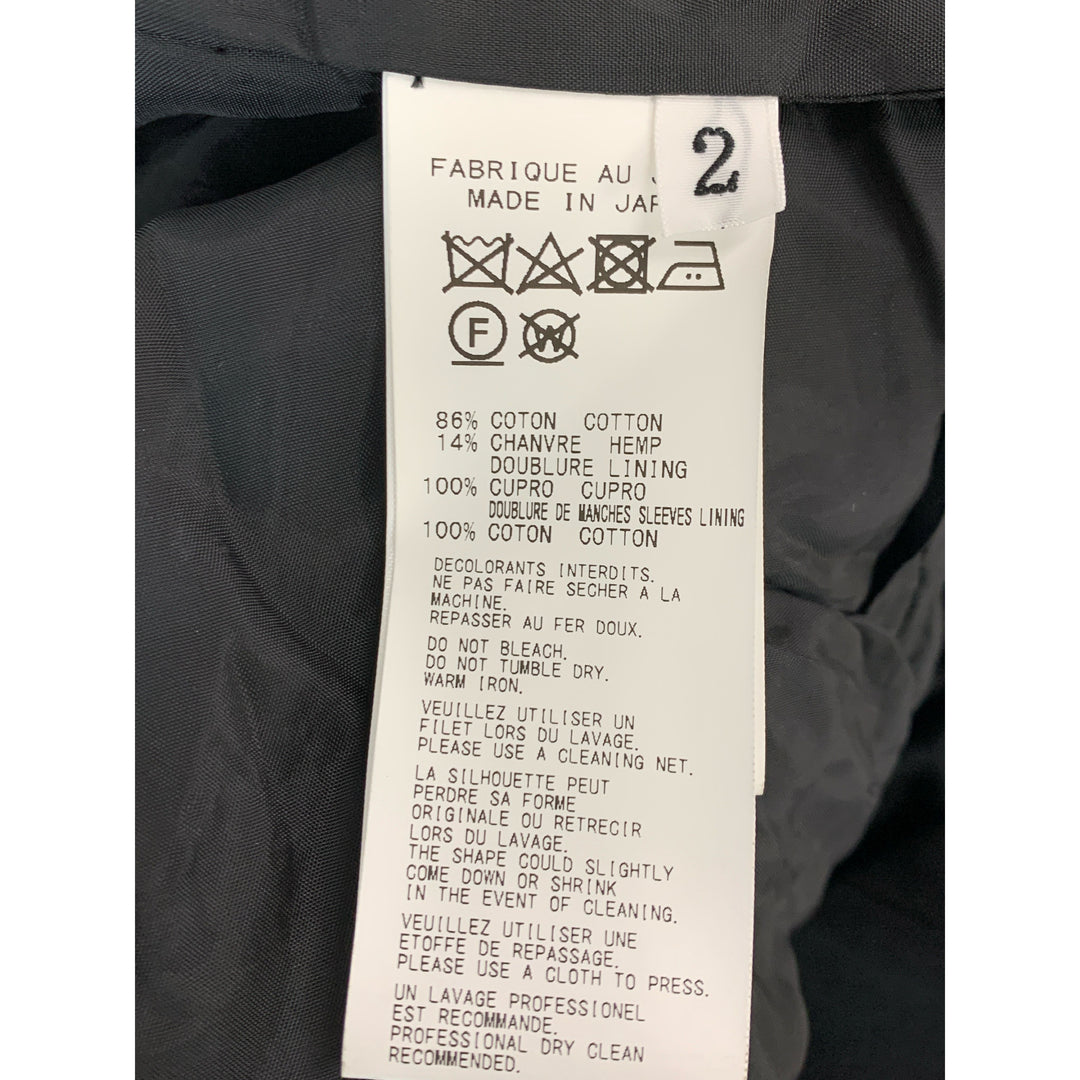 2
FABRIQUE AU
MADE IN
F
W
86% COTON COTTON
14% CHANVRE HEMP
DOUBLURE LINING
100% CUPRO CUPRO
DOUBLURE DE MANCHES SLEEVES LINING
100% COTON COTTON
DECOLORANTS INTERDITS.
NE PAS FAIRE SECHER A LA
MACHINE.
REPASSER AU FER DOUX.
DO NOT BLEACH.
DO NOT TUMBLE DRY.
WARM IRON.
VEUILLEZ UTILISER UN
FILET LORS DU LAVAGE.
PLEASE USE A CLEANING NET.
LA SILHOUETTE PEUT
PERDRE SA FORME
ORIGINALE OU RETRECIR
LORS DU LAVAGE.
THE SHAPE COULD SLIGHTLY
COME DOWN OR SHRINK
IN THE EVENT OF CLEANING.
VEUILLEZ UTILISER UNE
ETOFFE DE REPASSAGE.
PLEASE USE A CLOTH TO PRESS.
UN LAVAGE PROFESSIONEL
EST RECOMMANDE.
PROFESSIONAL DRY CLEAN
RECOMMENDED.